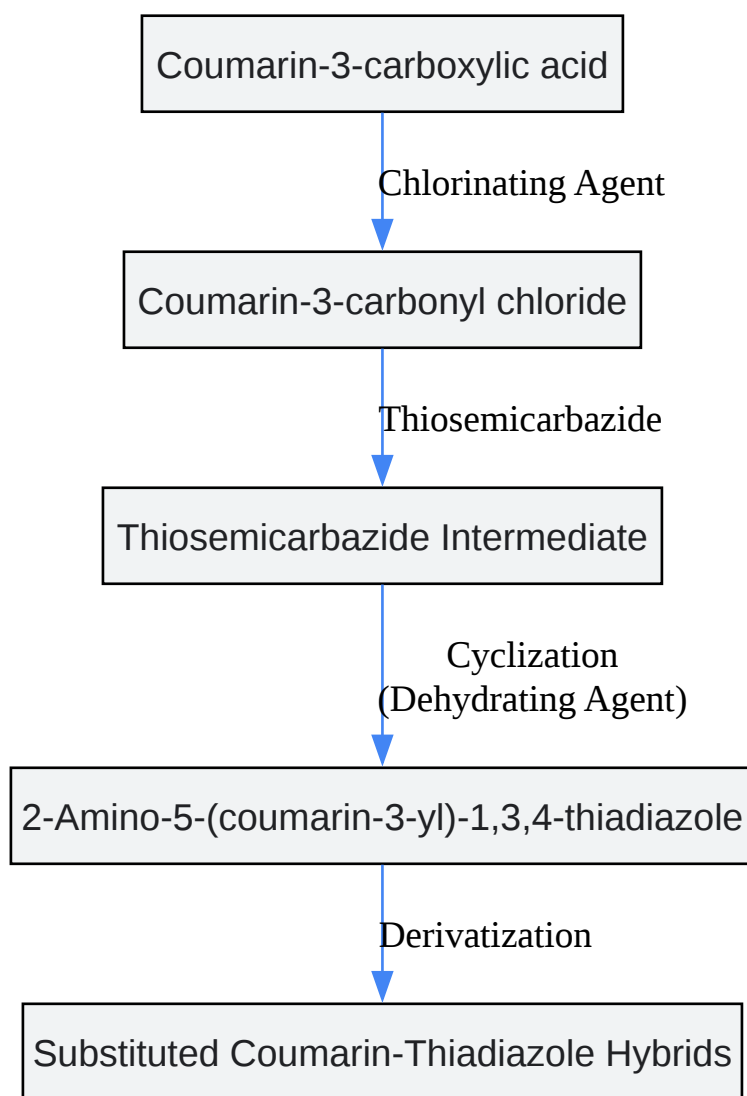 Coumarin-3-carboxylic acid
Chlorinating Agent
Coumarin-3-carbonyl chloride
Thiosemicarbazide
Thiosemicarbazide Intermediate
Cyclization
(Dehydrating Agent)
2-Amino-5-(coumarin-3-yl)-1,3,4-thiadiazole
Derivatization
Substituted Coumarin-Thiadiazole Hybrids